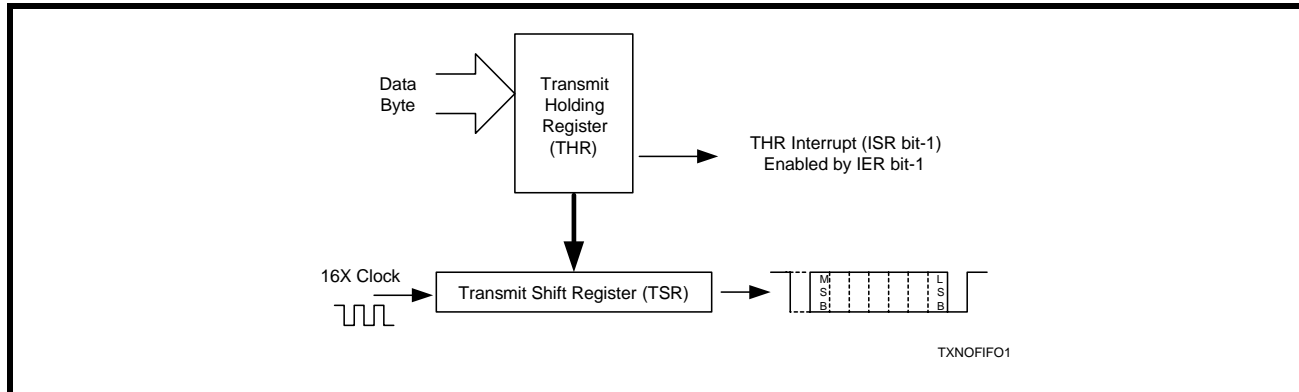 Data
Byte
Transmit
Holding
Register
(THR)
THR Interrupt (ISR bit-1)
Enabled by IER bit-1
16X Clock
Transmit Shift Register (TSR)
M
S
B
L
S
B
TXNOFIFO1